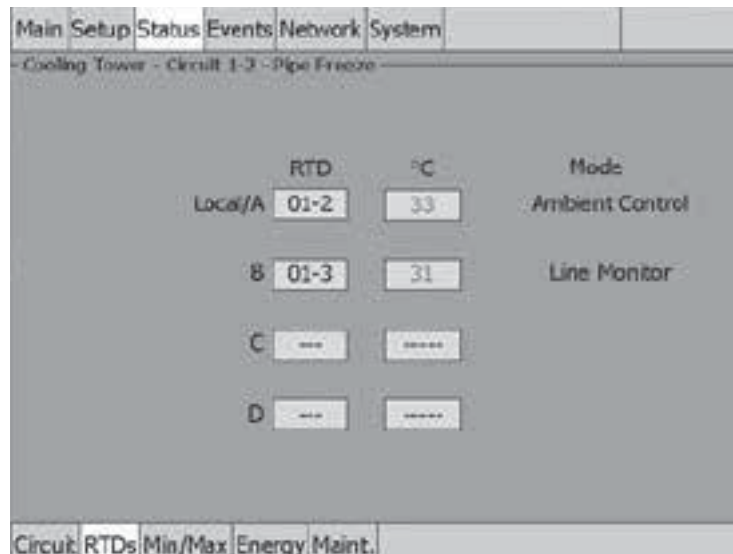 Main Setup Status Events Network System
Cooling Tower - Circuit 1-2 - Pipe Freeze
RTD °C Mode
Local/A 01-2 33 Ambient Control
B 01-3 31 Line Monitor
C --- -----
D --- -----
Circuit RTDs Min/Max Energy Maint.